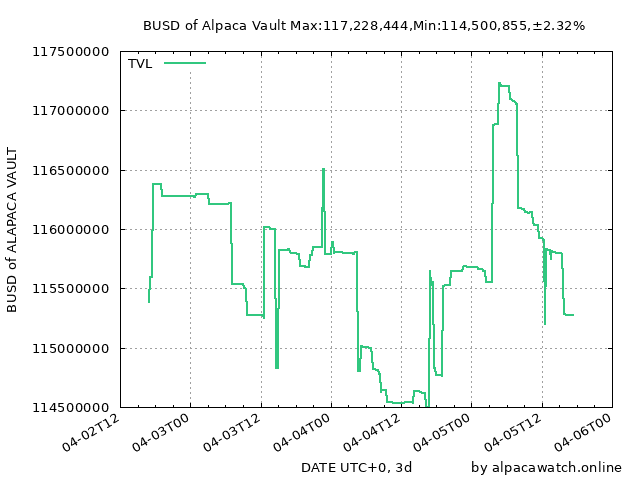 BUSD of Alpaca Vault Max:117,228,444,Min:114,500,855,±2.32%
TVL
117500000
117000000
116500000
116000000
115500000
115000000
114500000
BUSD of ALAPACA VAULT
04-02T12
04-03T00
04-03T12
04-04T00
04-04T12
04-05T00
04-05T12
04-06T00
DATE UTC+0, 3d
by alpacawatch.online